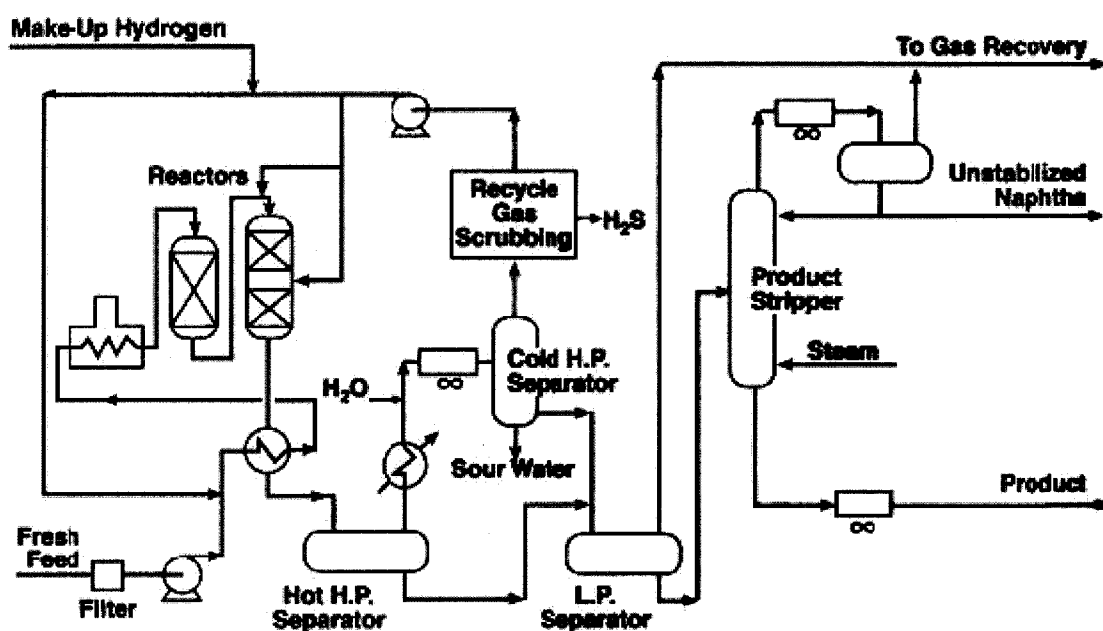 Make-Up Hydrogen
To Gas Recovery
Reactors
Recycle
Gas
Scrubbing
H₂S
Unstabilized
Naphtha
Product
Stripper
Steam
Cold H.P.
Separator
H₂O
Sour Water
Product
Fresh
Feed
Filter
Hot H.P.
Separator
L.P.
Separator